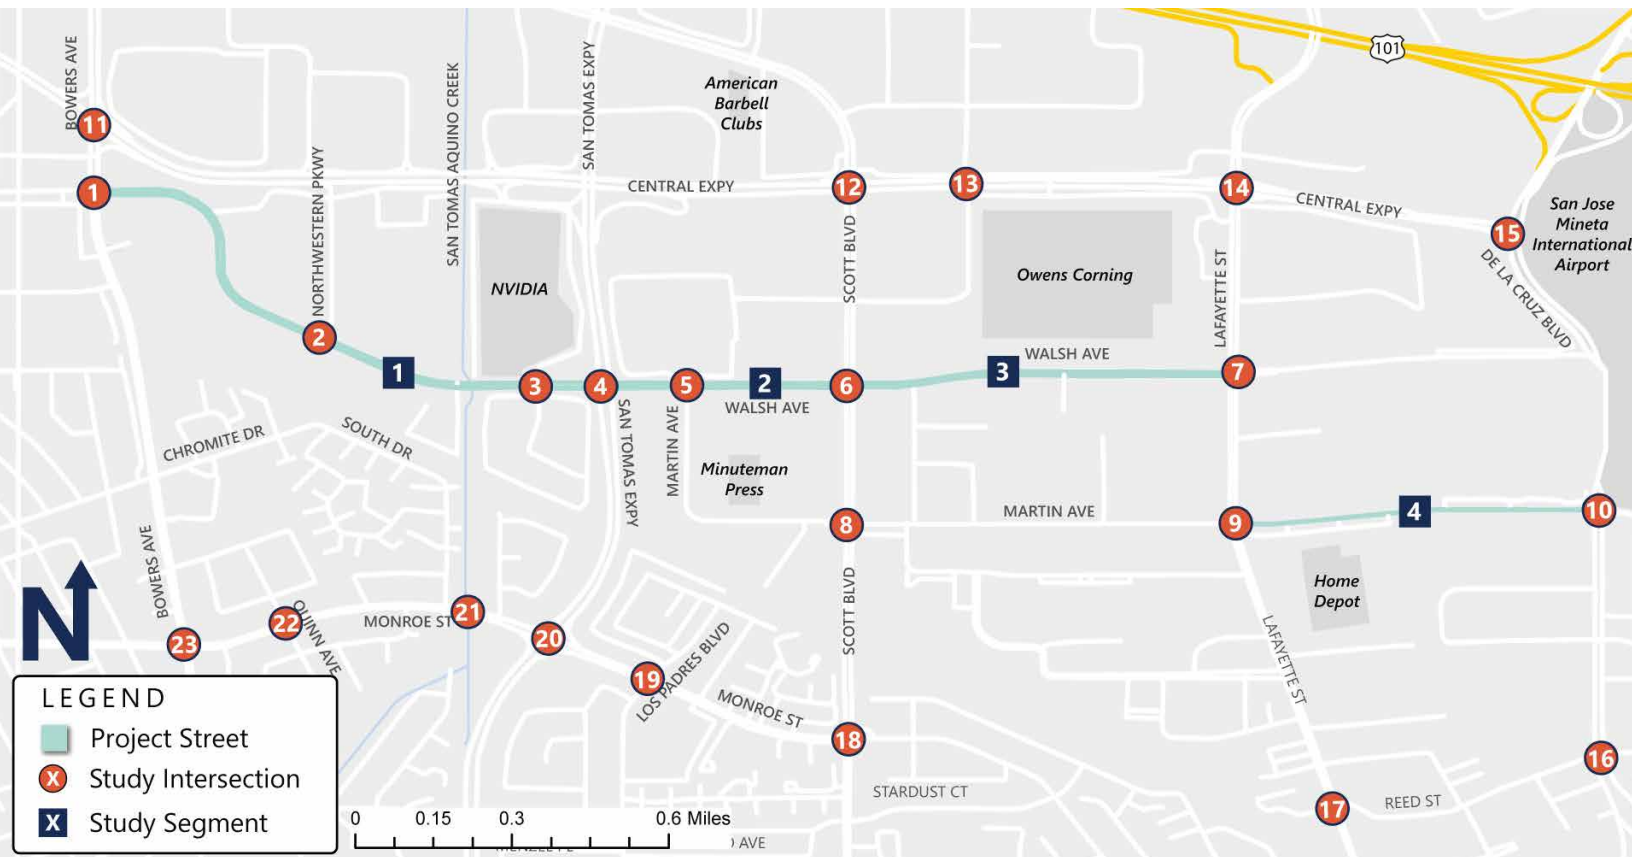 101
BOWERS AVE
SAN TOMAS AQUINO CREEK
SAN TOMAS EXPY
American
Barbell
Clubs
11
NORTHWESTERN PKWY
1
CENTRAL EXPY
12
13
14
CENTRAL EXPY
San Jose
Mineta
International
Airport
15
SCOTT BLVD
LAFAYETTE ST
DE LA CRUZ BLVD
NVIDIA
Owens Corning
2
1
3
4
5
2
6
3
WALSH AVE
7
WALSH AVE
CHROMITE DR
SOUTH DR
SAN TOMAS EXPY
MARTIN AVE
Minuteman
Press
8
MARTIN AVE
9
4
10
BOWERS AVE
N
Home
Depot
SCOTT BLVD
LAFAYETTE ST
23
22
QUINN AVE
MONROE ST
21
20
19
LOS PADRES BLVD
MONROE ST
18
16
17
REED ST
STARDUST CT
LEGEND
Project Street
X Study Intersection
X Study Segment
0 0.15 0.3 0.6 Miles
AVE